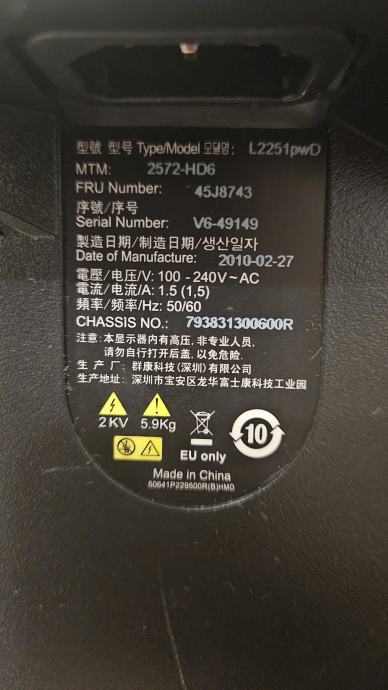 型號 型号 Type/Model 모델명: L2251pwD
MTM: 2572-HD6
FRU Number: 45J8743
序號/序号
Serial Number: V6-49149
製造日期/制造日期/생산일자
Date of Manufacture: 2010-02-27
電壓/电压/V: 100 - 240V~AC
電流/电流/A: 1.5 (1,5)
頻率/频率/Hz: 50/60
CHASSIS NO.: 793831300600R
注意: 本显示器内有高压, 非专业人员,
请勿自行打开后盖, 以免危险.
生 产 厂: 群康科技(深圳)有限公司
生产地址: 深圳市宝安区龙华富士康科技工业园
2KV 5.9Kg
EU only
10
Made in China
50641P229500R(B)HMD